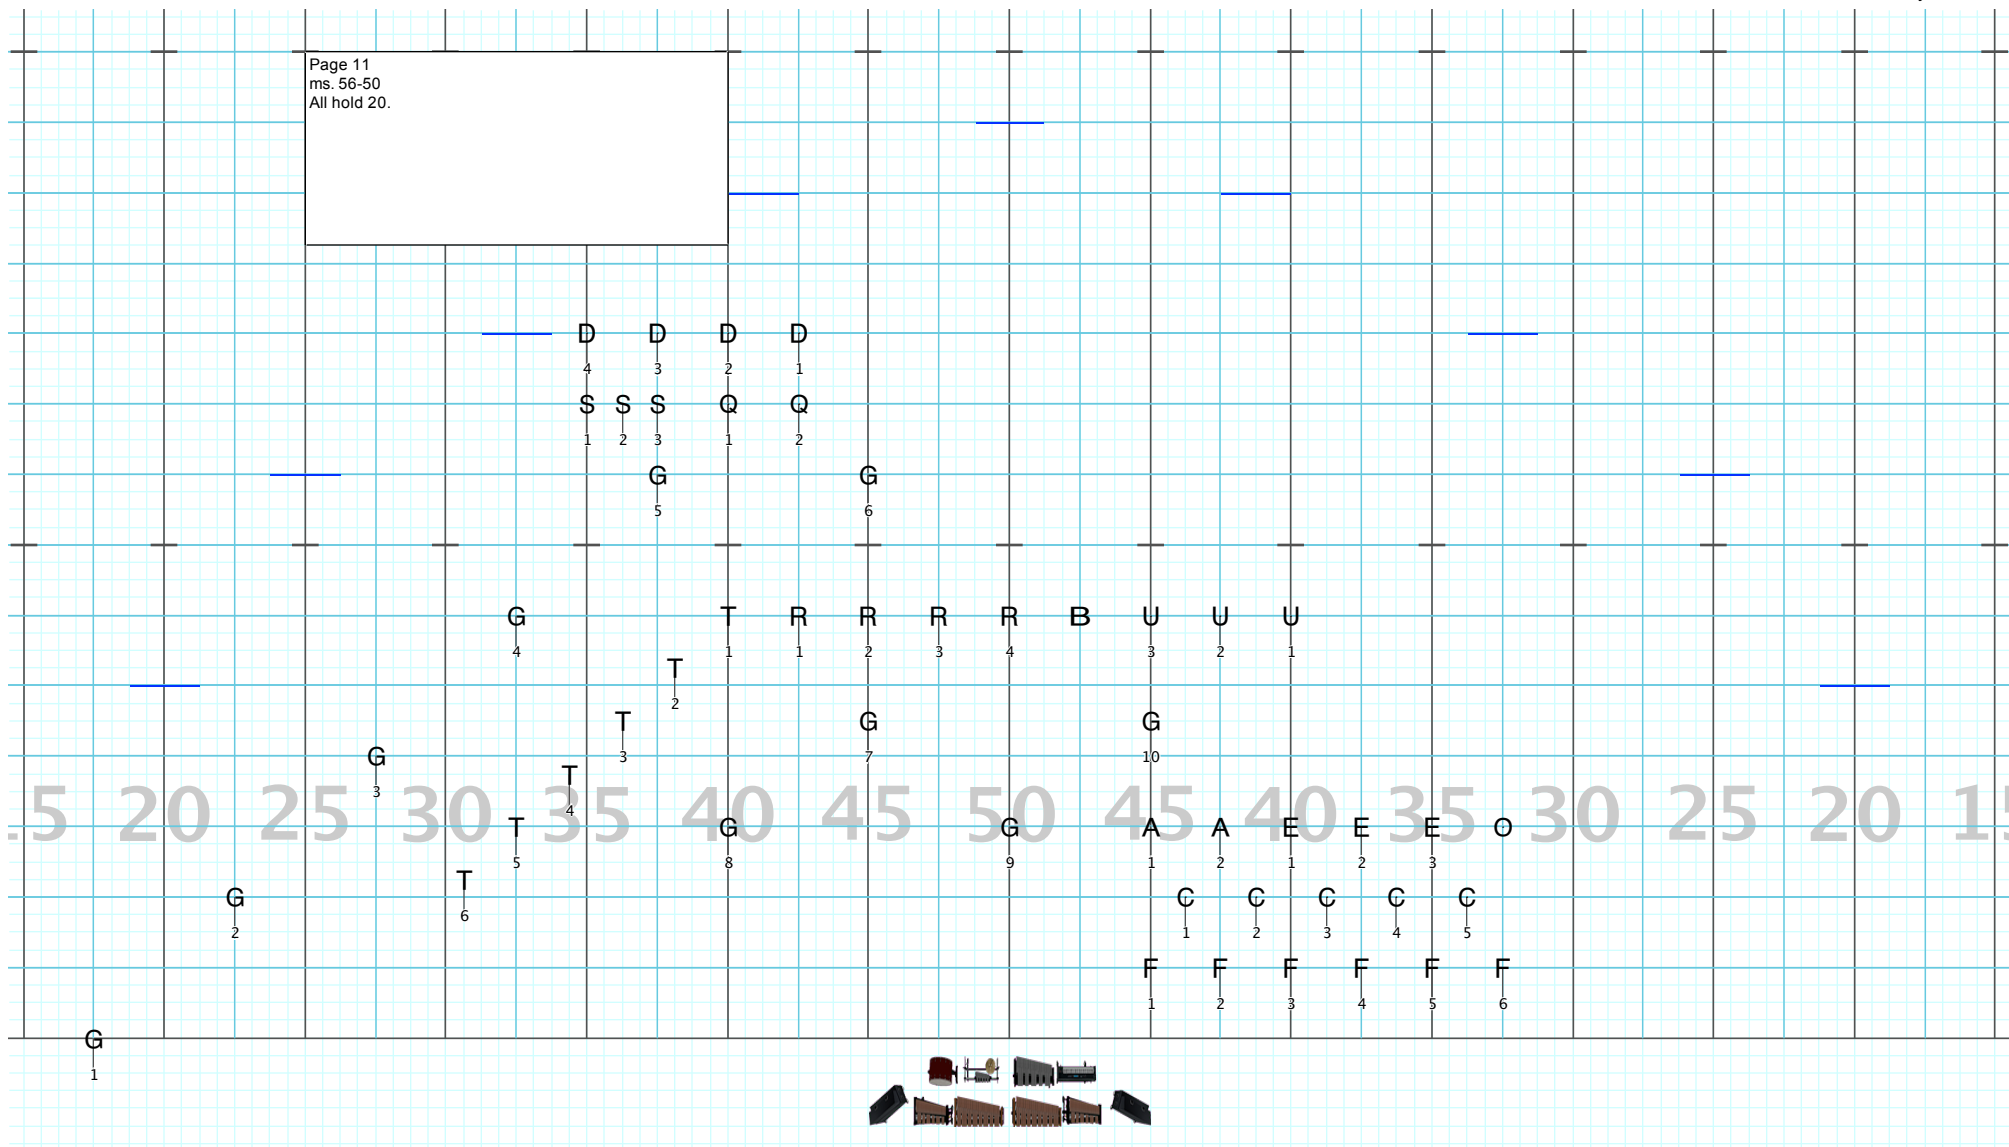 Page 11
ms. 56-50
All hold 20.
D D D D
4 3 2 1
S S S Q Q
1 2 3 1 2
G G
5 6
G T R R R R B U U U
4 1 1 2 3 4 3 2 1
T
2
T G G
3 7 10
G
3
T
4
5 20 25 30 35 40 45 50 45 40 35 30 25 20 15
T G G A A E E E O
5 8 9 1 2 1 2 3
T
6
G C C C C C
2 1 2 3 4 5
F F F F F F
1 2 3 4 5 6
G
1